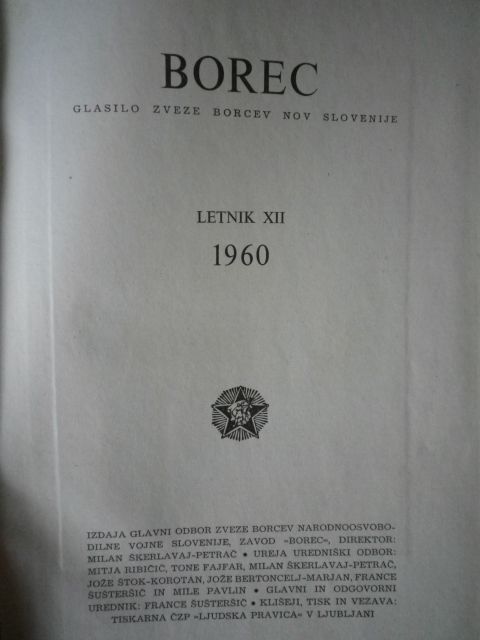 BOREC
GLASILO ZVEZE BORCEV NOV SLOVENIJE
LETNIK XII
1960
IZDAJA GLAVNI ODBOR ZVEZE BORCEV NARODNOOSVOBO-
DILNE VOJNE SLOVENIJE, ZAVOD »BOREC«, DIREKTOR:
MILAN ŠKERLAVAJ-PETRAČ • UREJA UREDNIŠKI ODBOR:
MITJA RIBIČIČ, TONE FAJFAR, MILAN ŠKERLAVAJ-PETRAČ,
JOŽE ŠTOK-KOROTAN, JOŽE BERTONCELJ-MARJAN, FRANCE
ŠUŠTERŠIČ IN MILE PAVLIN • GLAVNI IN ODGOVORNI
UREDNIK: FRANCE ŠUŠTERŠIČ • KLIŠEJI, TISK IN VEZAVA:
TISKARNA ČZP »LJUDSKA PRAVICA« V LJUBLJANI